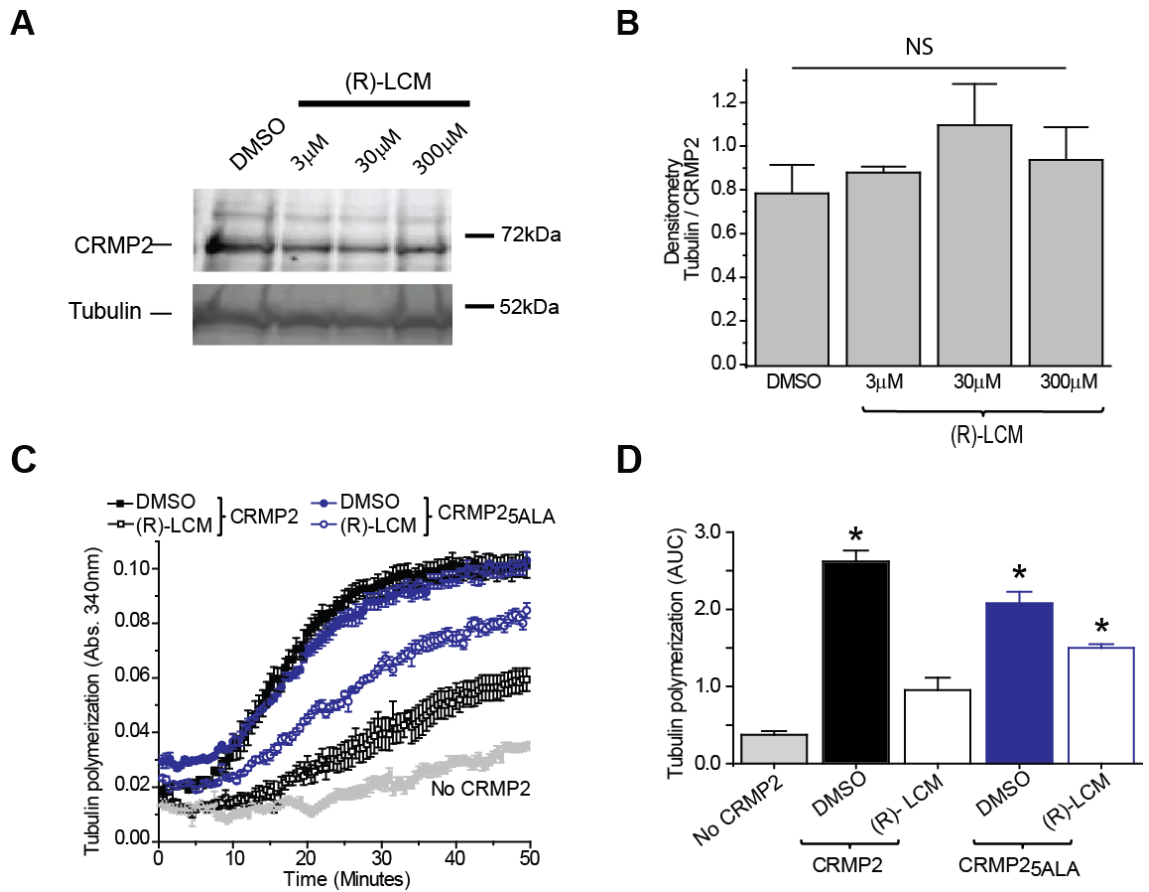 A
(R)-LCM
DMSO
3μM
30μM
300μM
CRMP2
72kDa
Tubulin
52kDa
B
NS
Densitometry
Tubulin / CRMP2
1.2
1.0
0.8
0.6
0.4
0.2
0.0
DMSO
3μM
30μM
300μM
(R)-LCM
C
DMSO
(R)-LCM
CRMP2
DMSO
(R)-LCM
CRMP25ALA
Tubulin polymerization (Abs. 340nm)
0.10
0.08
0.06
0.04
0.02
0.00
No CRMP2
0
10
20
30
40
50
Time (Minutes)
D
Tubulin polymerization (AUC)
3.0
2.0
1.0
0.0
*
*
*
No CRMP2
DMSO
(R)- LCM
DMSO
(R)-LCM
CRMP2
CRMP25ALA